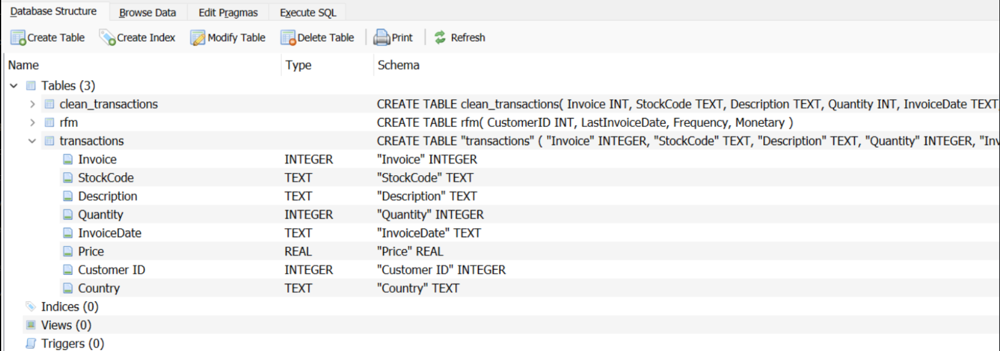 Database Structure Browse Data Edit Pragmas Execute SQL
Create Table Create Index Modify Table Delete Table Print Refresh
Name Type Schema
Tables (3)
clean_transactions CREATE TABLE clean_transactions( Invoice INT, StockCode TEXT, Description TEXT, Quantity INT, InvoiceDate TEXT
rfm CREATE TABLE rfm( CustomerID INT, LastInvoiceDate, Frequency, Monetary )
transactions CREATE TABLE "transactions" ( "Invoice" INTEGER, "StockCode" TEXT, "Description" TEXT, "Quantity" INTEGER, "Inv
Invoice INTEGER "Invoice" INTEGER
StockCode TEXT "StockCode" TEXT
Description TEXT "Description" TEXT
Quantity INTEGER "Quantity" INTEGER
InvoiceDate TEXT "InvoiceDate" TEXT
Price REAL "Price" REAL
Customer ID INTEGER "Customer ID" INTEGER
Country TEXT "Country" TEXT
Indices (0)
Views (0)
Triggers (0)